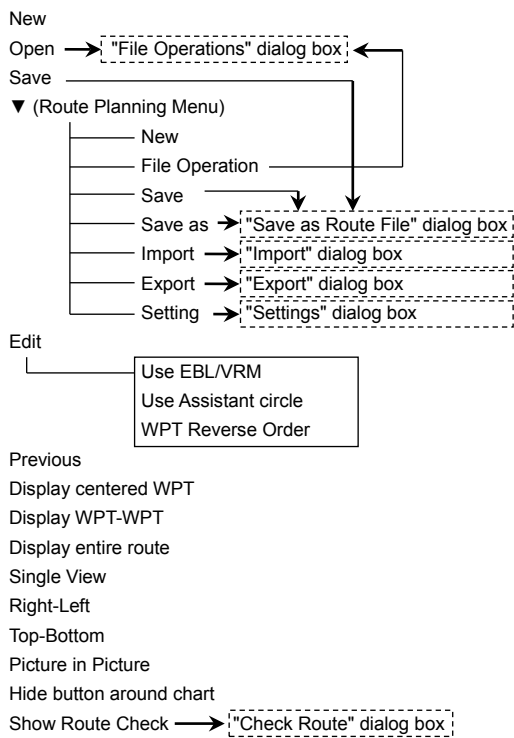 New
Open "File Operations" dialog box
Save
▼ (Route Planning Menu)
New
File Operation
Save
Save as "Save as Route File" dialog box
Import "Import" dialog box
Export "Export" dialog box
Setting "Settings" dialog box
Edit
Use EBL/VRM
Use Assistant circle
WPT Reverse Order
Previous
Display centered WPT
Display WPT-WPT
Display entire route
Single View
Right-Left
Top-Bottom
Picture in Picture
Hide button around chart
Show Route Check "Check Route" dialog box